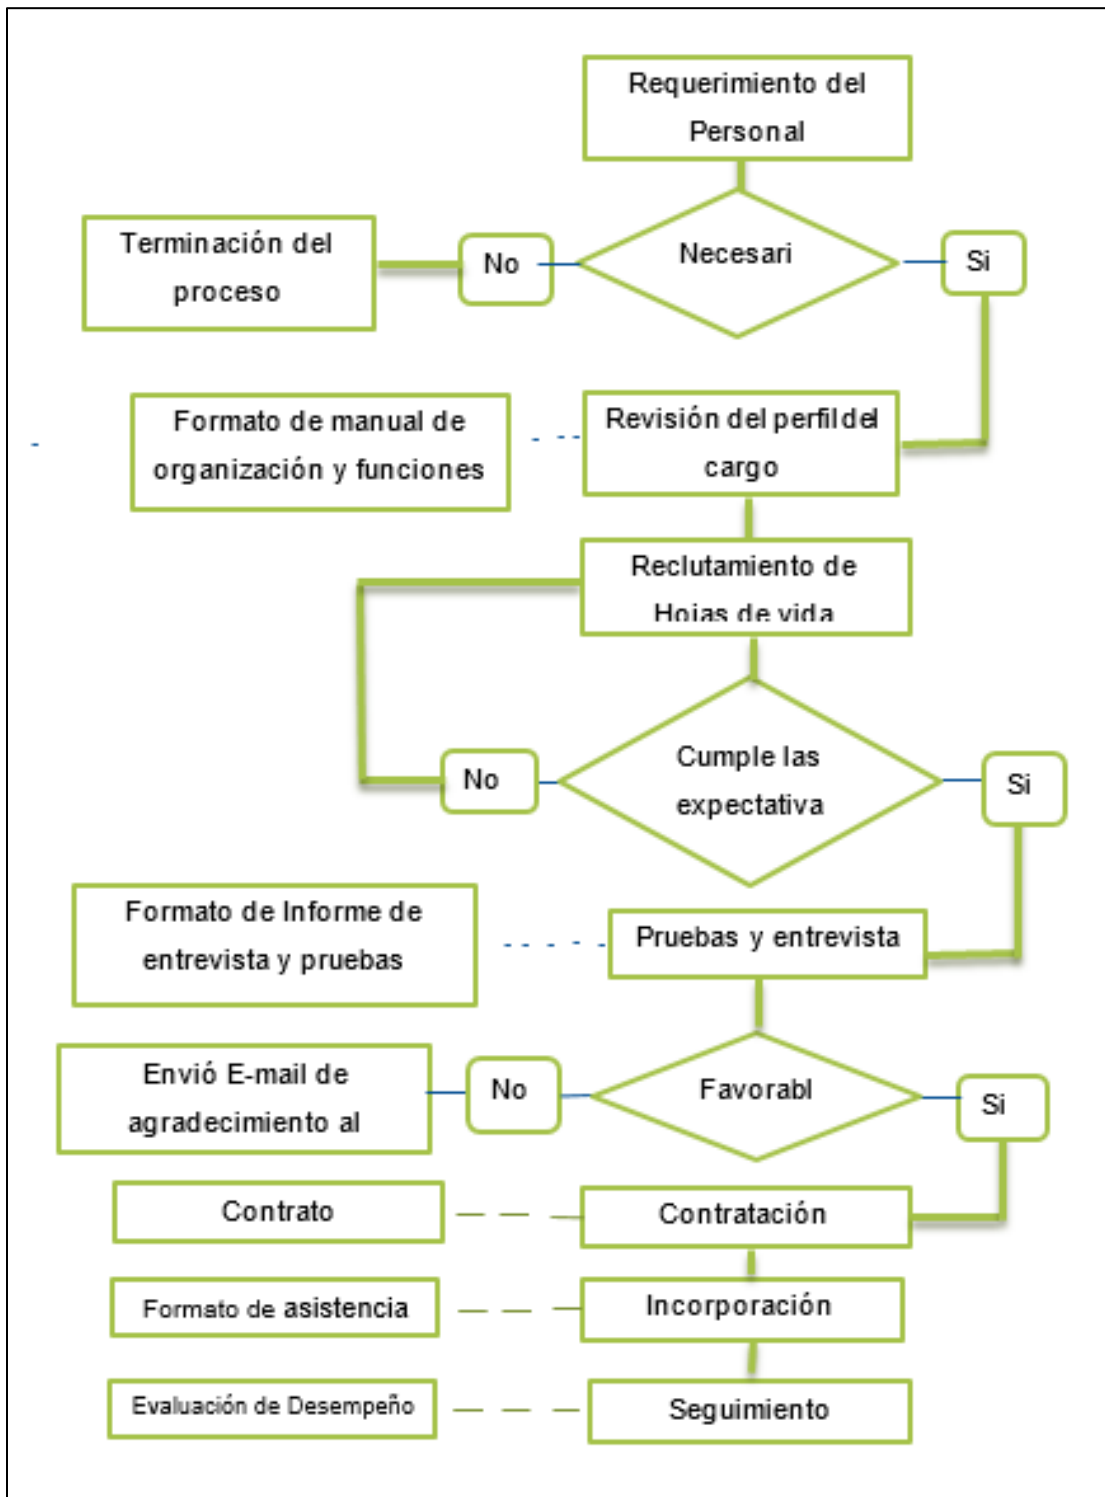 Requerimiento del
Personal
Necesari
No
Si
Terminación del
proceso
Formato de manual de
organización y funciones
Revisión del perfil del
cargo
Reclutamiento de
Hojas de vida
Cumple las
expectativa
No
Si
Formato de Informe de
entrevista y pruebas
Pruebas y entrevista
Envió E-mail de
agradecimiento al
No
Favorabl
Si
Contrato
Contratación
Formato de asistencia
Incorporación
Evaluación de Desempeño
Seguimiento